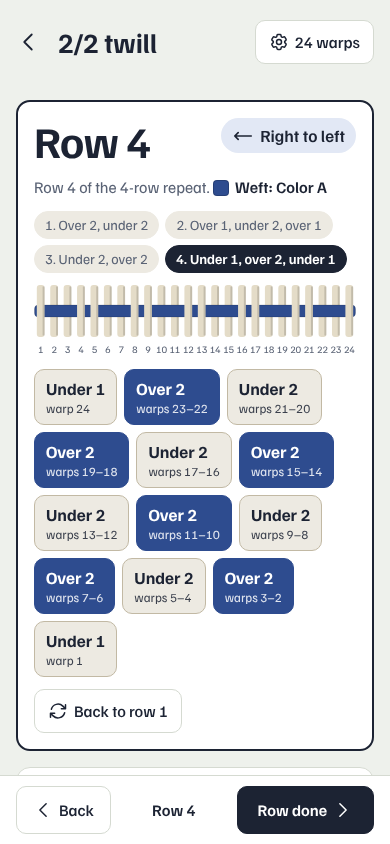 2/2 twill
24 warps
Row 4
Right to left
Row 4 of the 4-row repeat. Weft: Color A
1. Over 2, under 2
2. Over 1, under 2, over 1
3. Under 2, over 2
4. Under 1, over 2, under 1
1 2 3 4 5 6 7 8 9 10 11 12 13 14 15 16 17 18 19 20 21 22 23 24
Under 1
warp 24
Over 2
warps 23–22
Under 2
warps 21–20
Over 2
warps 19–18
Under 2
warps 17–16
Over 2
warps 15–14
Under 2
warps 13–12
Over 2
warps 11–10
Under 2
warps 9–8
Over 2
warps 7–6
Under 2
warps 5–4
Over 2
warps 3–2
Under 1
warp 1
Back to row 1
Back
Row 4
Row done